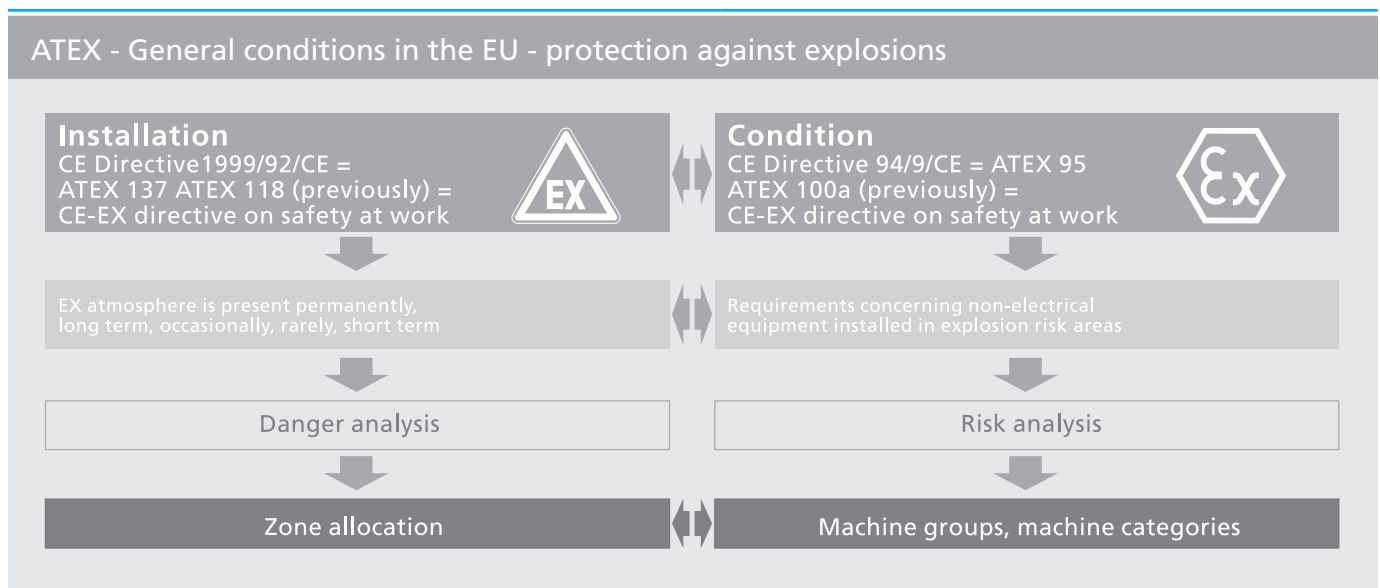 ATEX - General conditions in the EU - protection against explosions
Installation
CE Directive1999/92/CE =
ATEX 137 ATEX 118 (previously) =
CE-EX directive on safety at work
EX
Condition
CE Directive 94/9/CE = ATEX 95
ATEX 100a (previously) =
CE-EX directive on safety at work
Ex
EX atmosphere is present permanently,
long term, occasionally, rarely, short term
Requirements concerning non-electrical
equipment installed in explosion risk areas
Danger analysis
Risk analysis
Zone allocation
Machine groups, machine categories